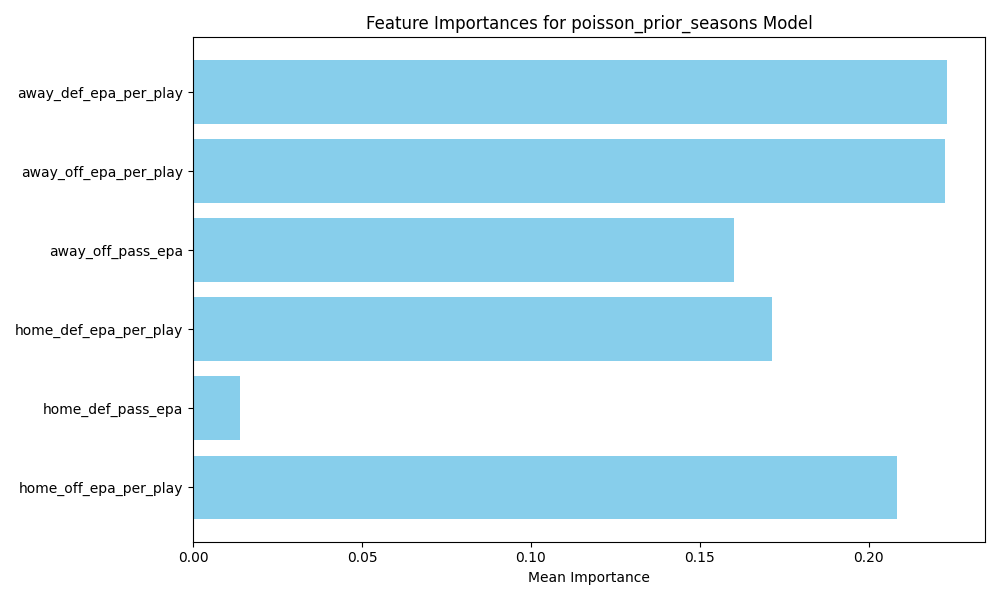 Feature Importances for poisson_prior_seasons Model
away_def_epa_per_play
away_off_epa_per_play
away_off_pass_epa
home_def_epa_per_play
home_def_pass_epa
home_off_epa_per_play
0.00 0.05 0.10 0.15 0.20
Mean Importance